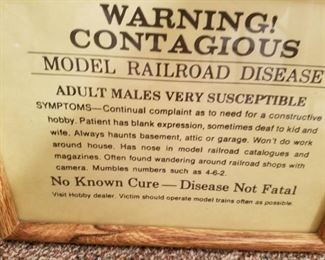 WARNING!
CONTAGIOUS
MODEL RAILROAD DISEASE
ADULT MALES VERY SUSCEPTIBLE
SYMPTOMS—Continual complaint as to need for a constructive
hobby. Patient has blank expression, sometimes deaf to kid and
wife. Always haunts basement, attic or garage. Won't do work
around house. Has nose in model railroad catalogues and
magazines. Often found wandering around railroad shops with
camera. Mumbles numbers such as 4-6-2.
No Known Cure — Disease Not Fatal
Visit Hobby dealer. Victim should operate model trains often as possible.